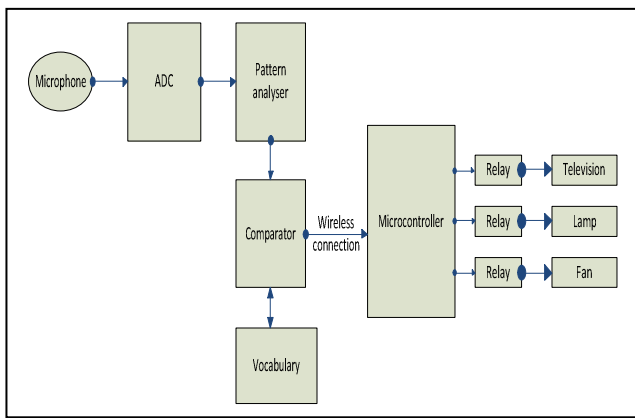 Microphone
ADC
Pattern
analyser
Comparator
Wireless
connection
Vocabulary
Microcontroller
Relay
Television
Relay
Lamp
Relay
Fan